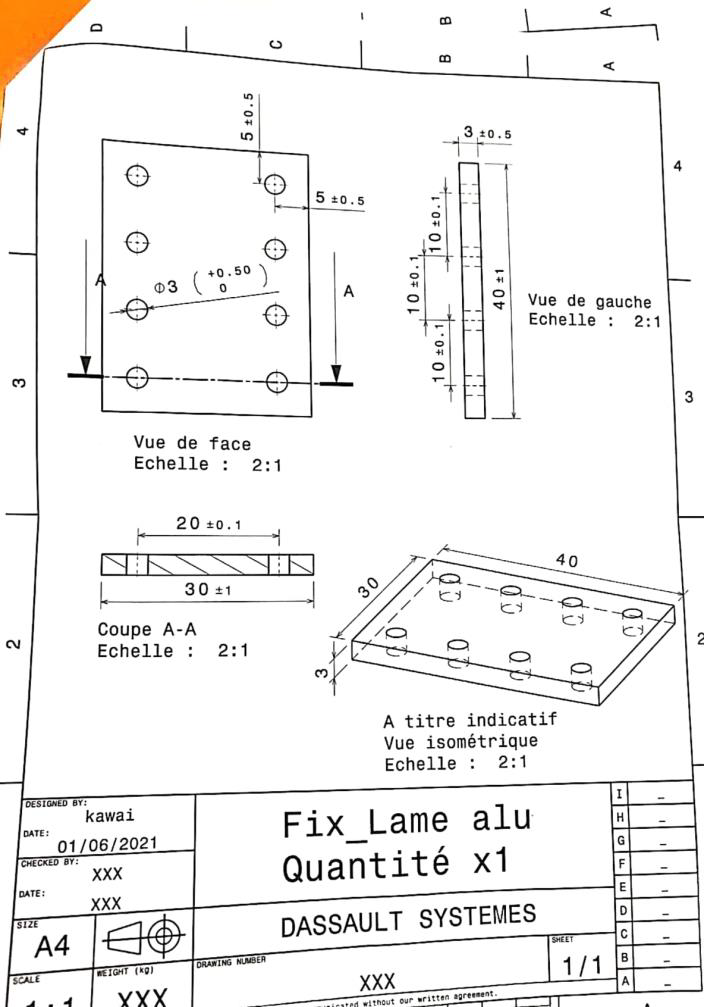 D
C
B
A
B
A
4
4
5 ±0.5
5 ±0.5
3 ±0.5
10 ±0.1
10 ±0.1
10 ±0.1
40 ±1
A
Φ3 ( +0.50
0 )
A
Vue de gauche
Echelle : 2:1
3
3
Vue de face
Echelle : 2:1
20 ±0.1
30 ±1
Coupe A-A
Echelle : 2:1
40
30
3
2
2
A titre indicatif
Vue isométrique
Echelle : 2:1
DESIGNED BY:
kawai
DATE:
01/06/2021
CHECKED BY:
XXX
DATE:
XXX
Fix_Lame alu
Quantité x1
I _
H _
G _
F _
E _
D _
C _
B _
A _
SIZE
A4
DASSAULT SYSTEMES
SCALE
WEIGHT (kg)
XXX
DRAWING NUMBER
XXX
SHEET
1/1
without our written agreement.
A